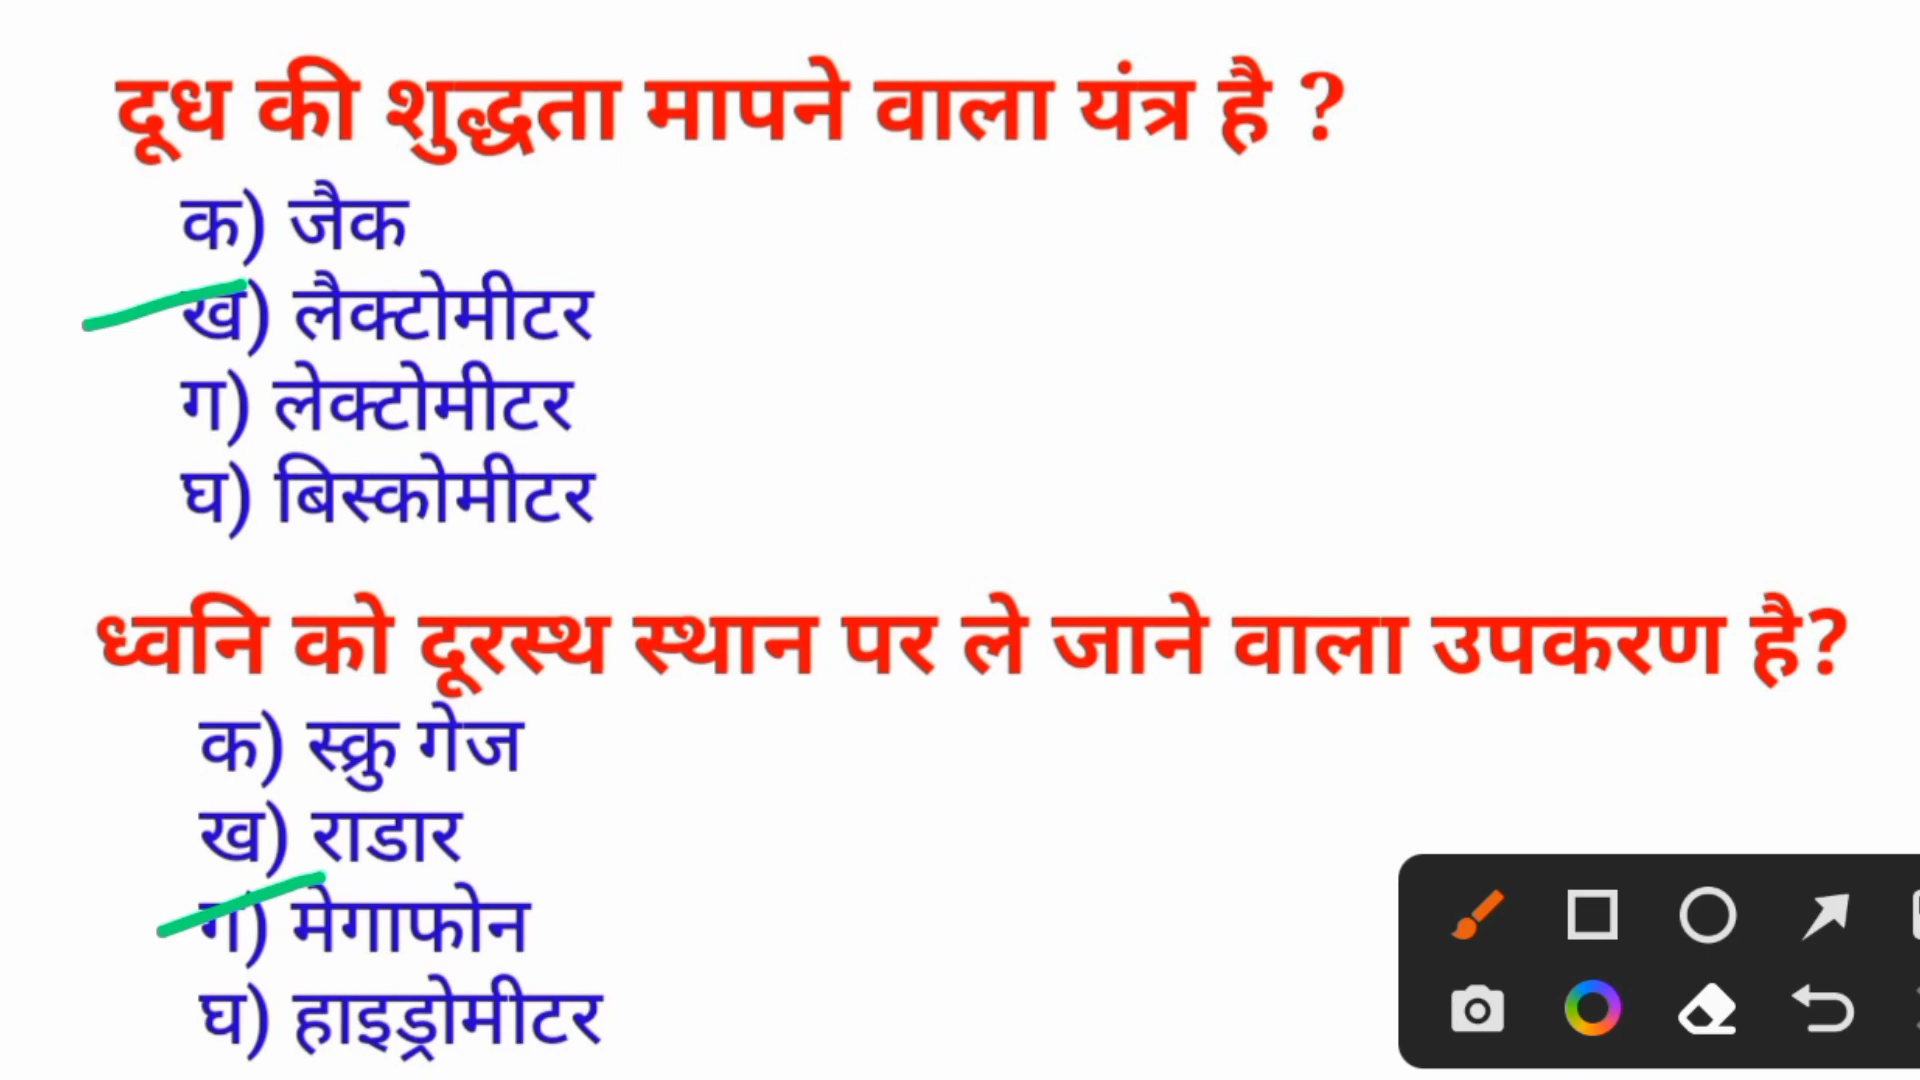 दूध की शुद्धता मापने वाला यंत्र है ?
क) जैक
ख) लैक्टोमीटर
ग) लेक्टोमीटर
घ) बिस्कोमीटर
ध्वनि को दूरस्थ स्थान पर ले जाने वाला उपकरण है?
क) स्क्रु गेज
ख) राडार
ग) मेगाफोन
घ) हाइड्रोमीटर